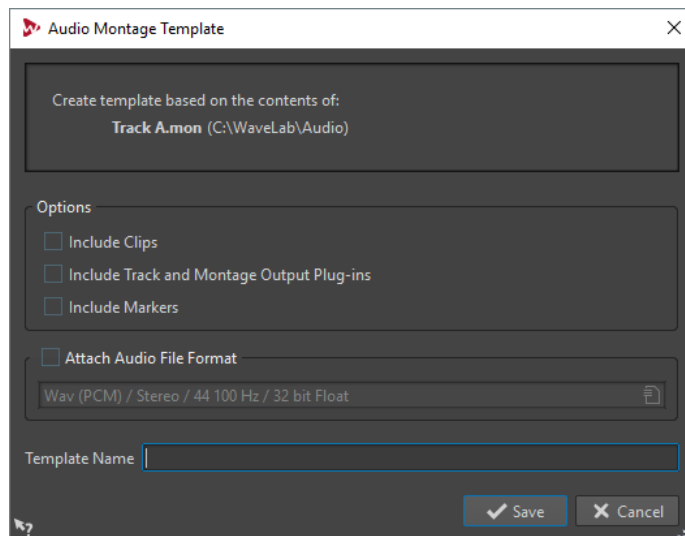 Audio Montage Template
Create template based on the contents of:
Track A.mon (C:\WaveLab\Audio)
Options
Include Clips
Include Track and Montage Output Plug-ins
Include Markers
Attach Audio File Format
Wav (PCM) / Stereo / 44 100 Hz / 32 bit Float
Template Name
Save
Cancel
?